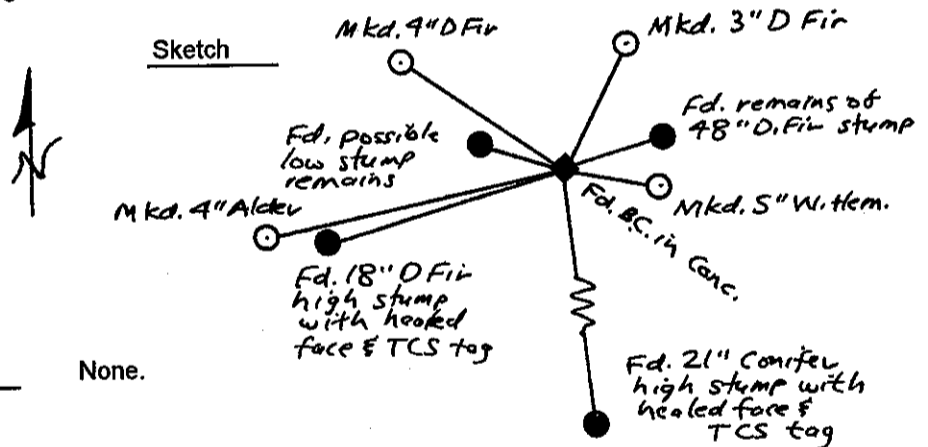 Sketch
N
Mkd. 4" D Fir
Mkd. 3" D Fir
Fd. possible
low stump
remains
Fd. remains of
48" D. Fir stump
Mkd. 4" Alder
Mkd. 5" W. Hem.
Fd. B.C. in Conc.
Fd. 18" D Fir
high stump
with healed
face & TCS tag
None.
Fd. 21" Conifer
high stump with
healed face &
TCS tag